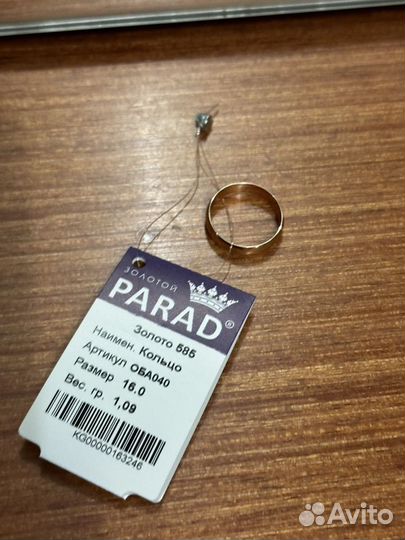 ЗОЛОТОЙ
PARAD®
Золото 585
Наимен. Кольцо
Артикул ОБА040
Размер 16.0
Вес. гр. 1,09
KG00000163246
Avito